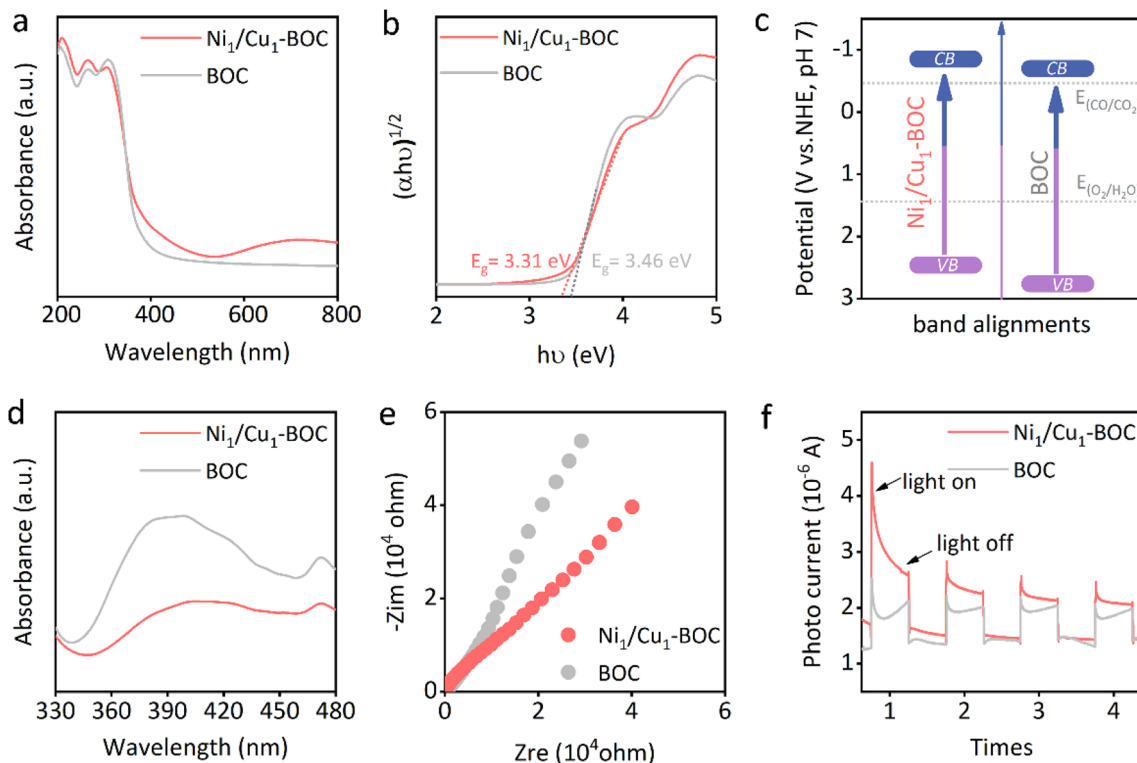 a
Ni₁/Cu₁-BOC
BOC
Absorbance (a.u.)
200 400 600 800
Wavelength (nm)
b
Ni₁/Cu₁-BOC
BOC
(αhυ)^1/2
E_g= 3.31 eV E_g= 3.46 eV
2 3 4 5
hυ (eV)
c
-1
0
1
2
3
Potential (V vs.NHE, pH 7)
CB
CB
E(CO/CO₂
Ni₁/Cu₁-BOC
BOC
E(O₂/H₂O)
VB
VB
band alignments
d
Ni₁/Cu₁-BOC
BOC
Absorbance (a.u.)
330 360 390 420 450 480
Wavelength (nm)
e
6
4
2
0
-Zim (10⁴ ohm)
Ni₁/Cu₁-BOC
BOC
0 2 4 6
Zre (10⁴ohm)
f
5
4
3
2
1
Photo current (10⁻⁶ A)
Ni₁/Cu₁-BOC
BOC
light on
light off
1 2 3 4
Times